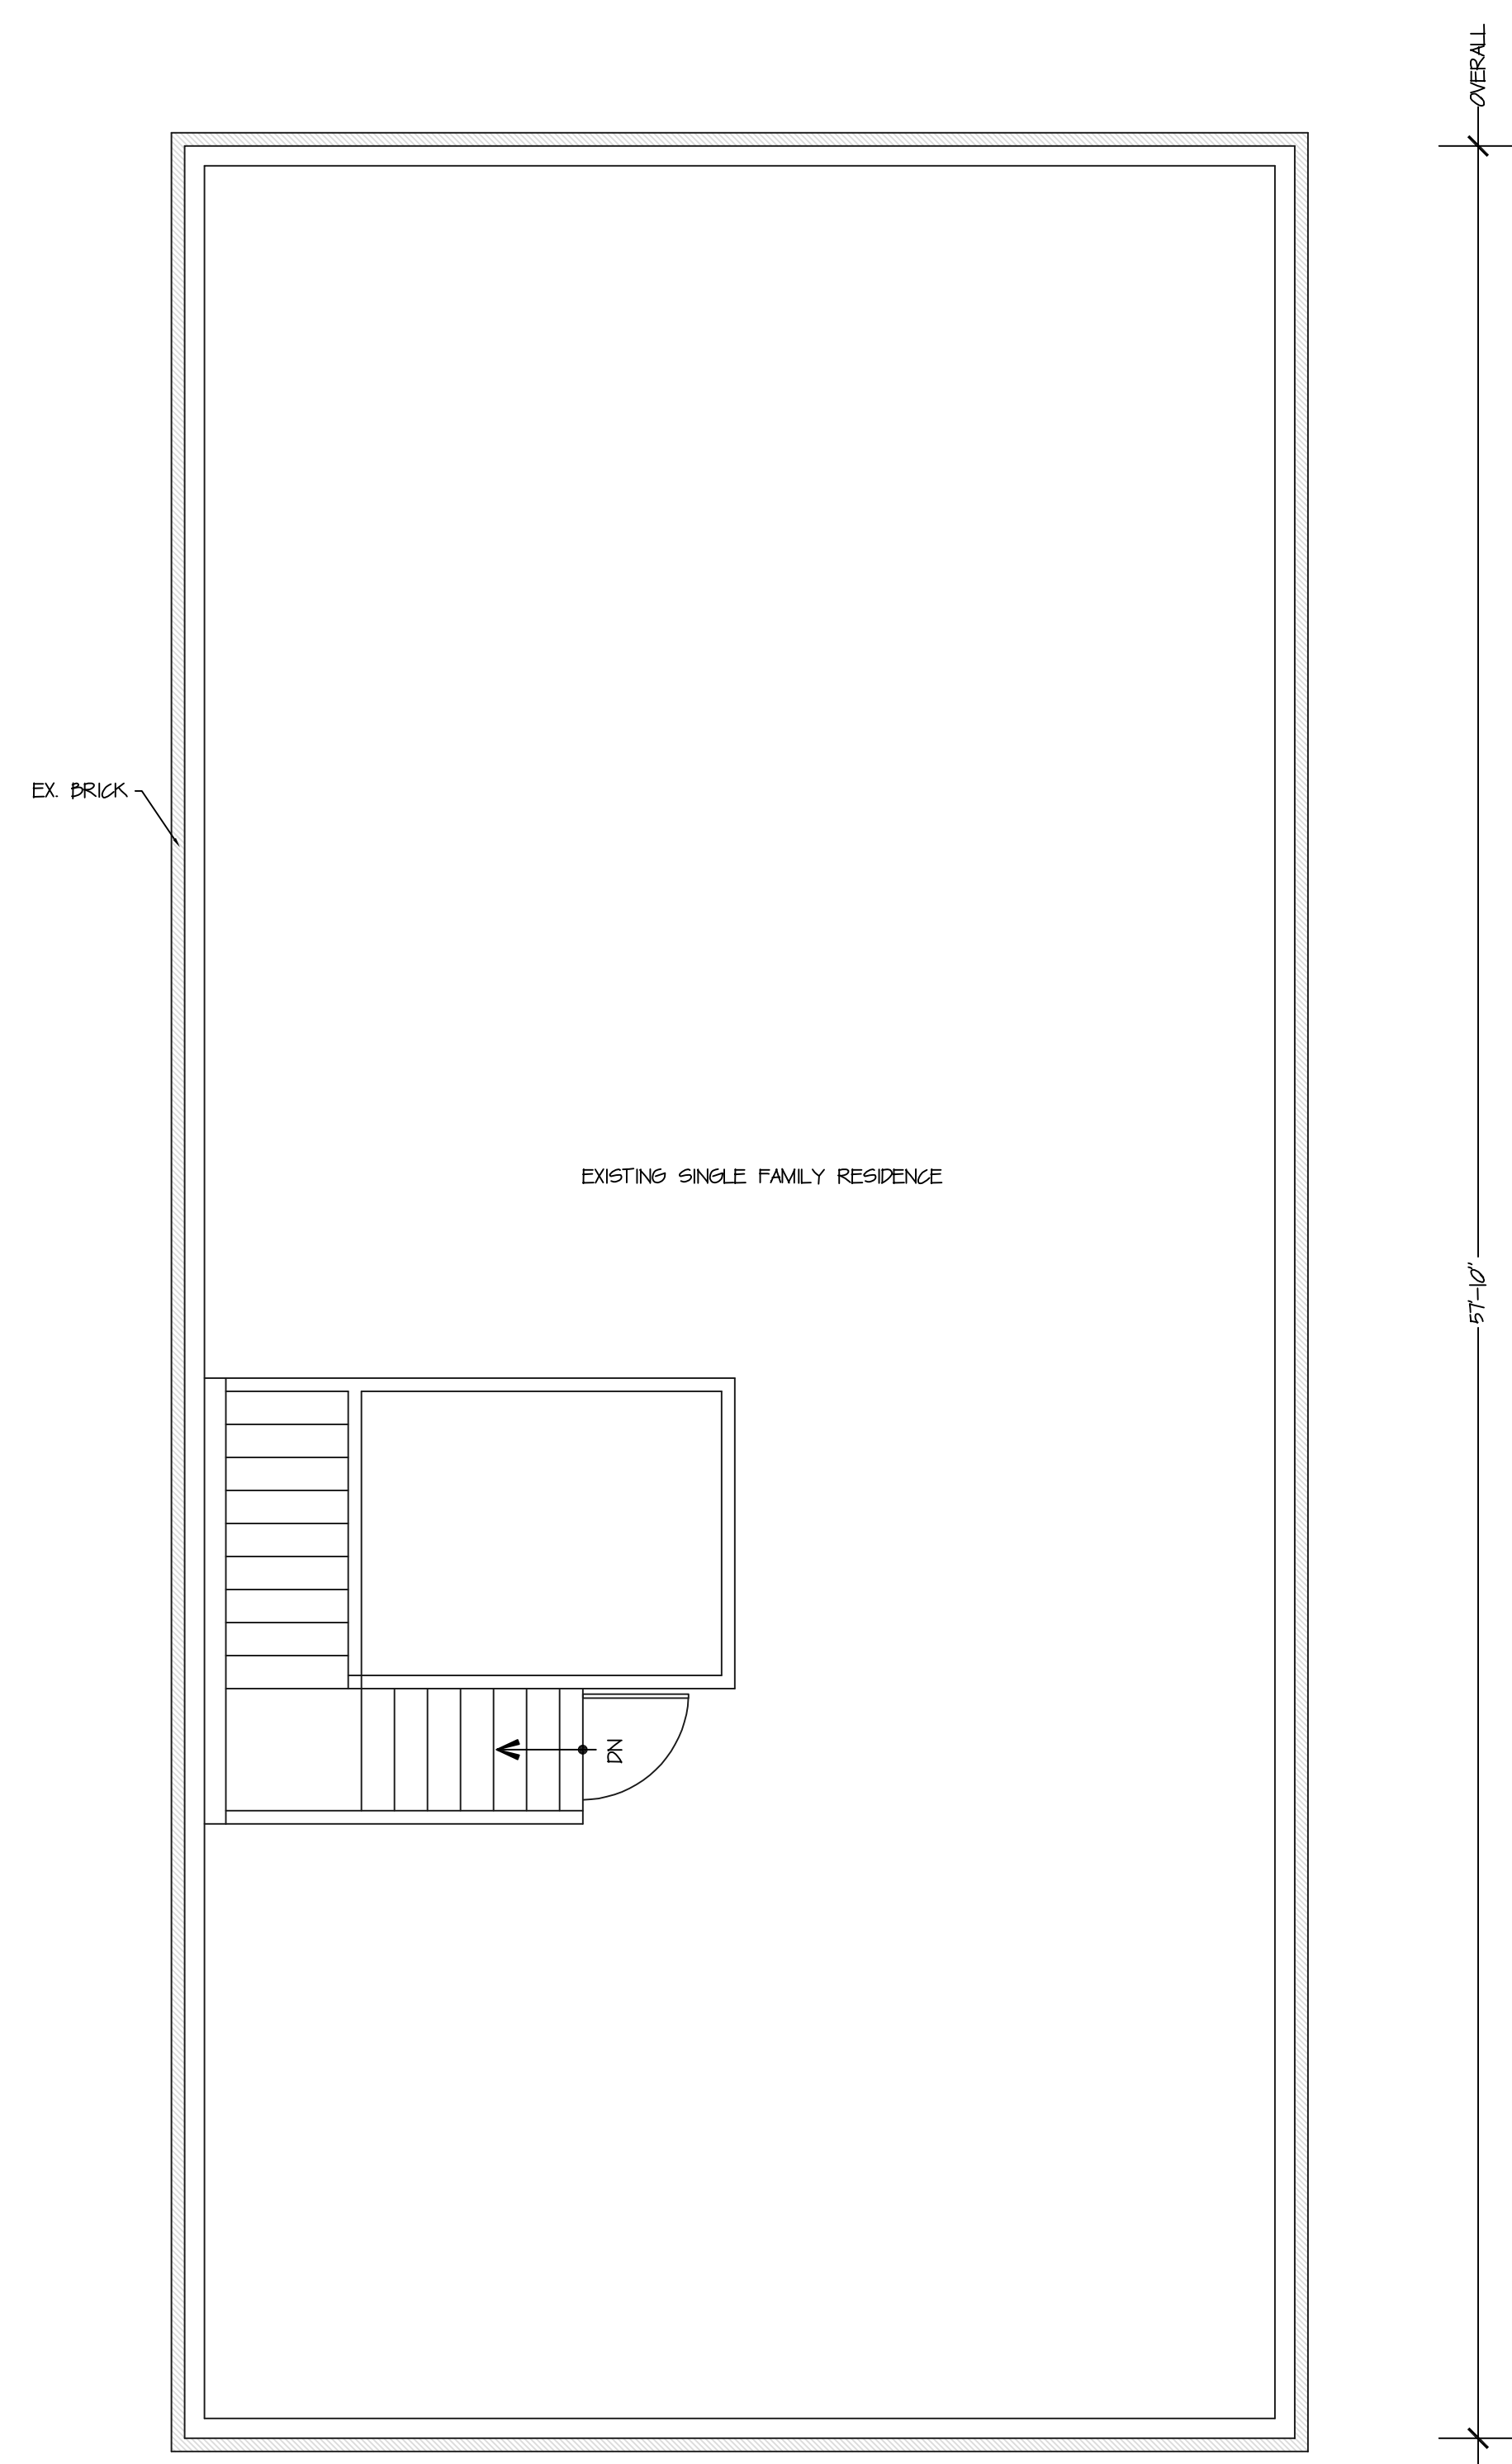 OVERALL
EX. BRICK
EXISTING SINGLE FAMILY RESIDENCE
57'-10"
DN